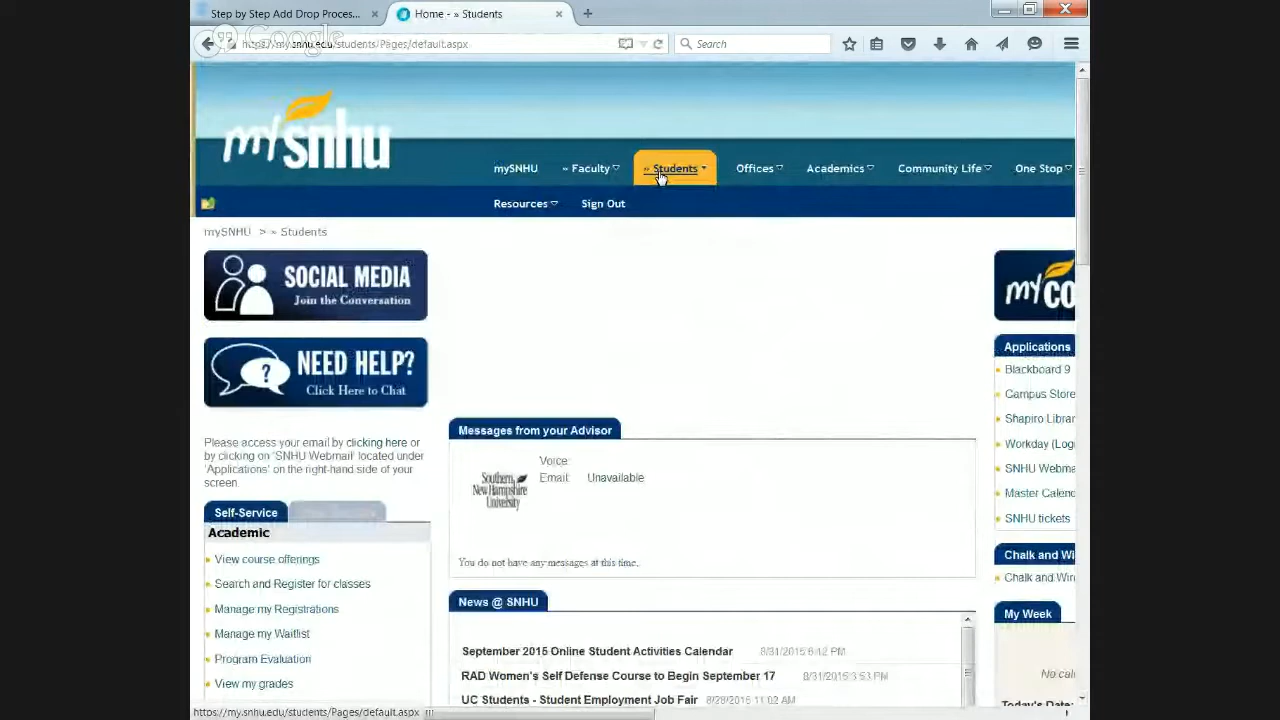 Step by Step Add Drop Proces...
Home - » Students
Google
https://my.snhu.edu/students/Pages/default.aspx
Search
mysnhu
mySNHU
» Faculty
» Students
Offices
Academics
Community Life
One Stop
Resources
Sign Out
mySNHU > » Students
SOCIAL MEDIA
Join the Conversation
NEED HELP?
Click Here to Chat
Please access your email by clicking here or
by clicking on 'SNHU Webmail' located under
'Applications' on the right-hand side of your
screen.
Self-Service
Academic
View course offerings
Search and Register for classes
Manage my Registrations
Manage my Waitlist
Program Evaluation
View my grades
Messages from your Advisor
Southern
New Hampshire
University
Voice:
Email: Unavailable
You do not have any messages at this time.
News @ SNHU
September 2015 Online Student Activities Calendar 8/31/2015 6:42 PM
RAD Women's Self Defense Course to Begin September 17 8/31/2015 3:53 PM
UC Students - Student Employment Job Fair 8/28/2015 11:02 AM
myCO
Applications
Blackboard 9
Campus Store
Shapiro Librar
Workday (Log
SNHU Webma
Master Calend
SNHU tickets
Chalk and Wi
Chalk and Wire
My Week
No cal
Today's Date:
https://my.snhu.edu/students/Pages/default.aspx